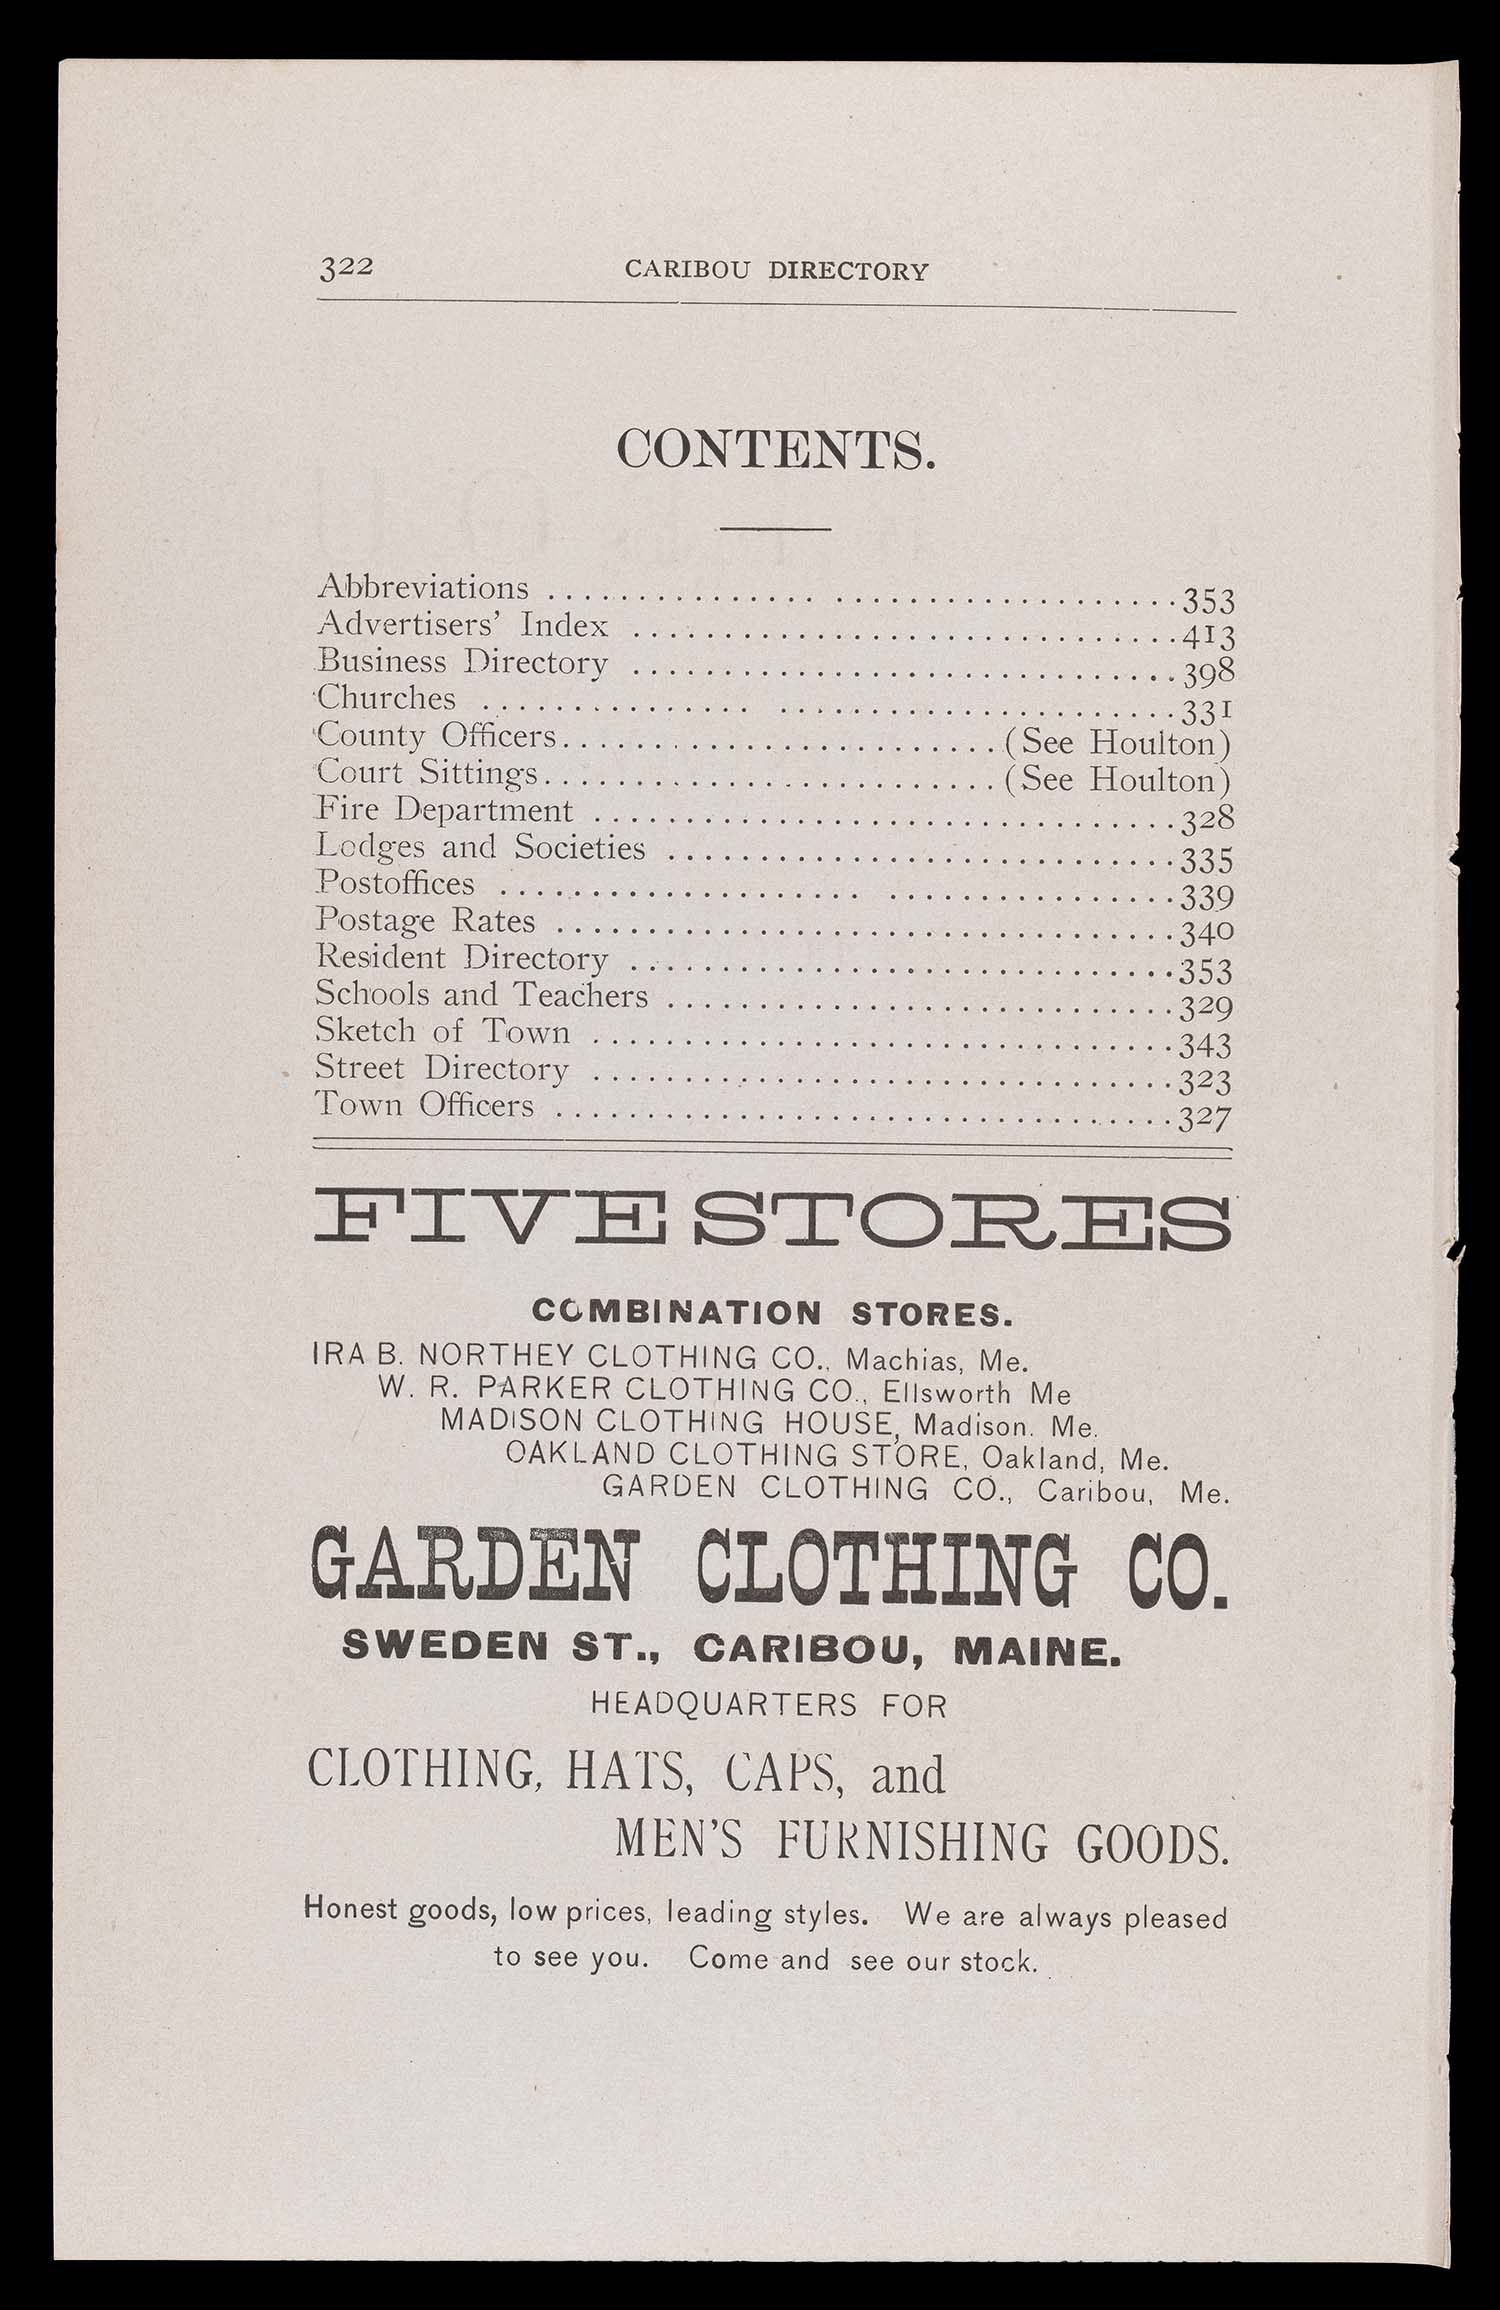 322 CARIBOU DIRECTORY
CONTENTS.
Abbreviations ................................... 353
Advertisers' Index .............................. 413
Business Directory .............................. 398
Churches ..................................... 331
County Officers........................ (See Houlton)
Court Sittings......................... (See Houlton)
Fire Department ................................ 328
Lodges and Societies ............................ 335
Postoffices .................................... 339
Postage Rates .................................. 340
Resident Directory .............................. 353
Schools and Teachers ............................ 329
Sketch of Town ................................ 343
Street Directory ................................ 323
Town Officers .................................. 327
FIVE STORES
COMBINATION STORES.
IRA B. NORTHEY CLOTHING CO., Machias, Me.
W. R. PARKER CLOTHING CO., Ellsworth Me
MADISON CLOTHING HOUSE, Madison. Me.
OAKLAND CLOTHING STORE, Oakland, Me.
GARDEN CLOTHING CO., Caribou, Me.
GARDEN CLOTHING CO.
SWEDEN ST., CARIBOU, MAINE.
HEADQUARTERS FOR
CLOTHING, HATS, CAPS, and
MEN'S FURNISHING GOODS.
Honest goods, low prices, leading styles. We are always pleased
to see you. Come and see our stock.